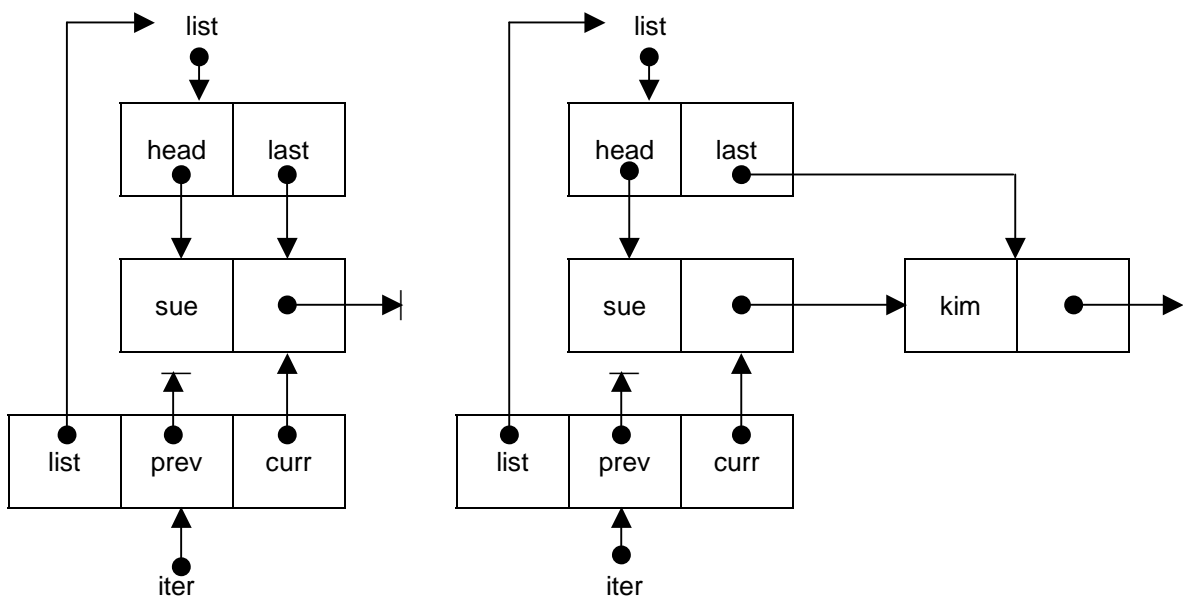 list
head last
sue
list prev curr
iter
list
head last
sue kim
list prev curr
iter